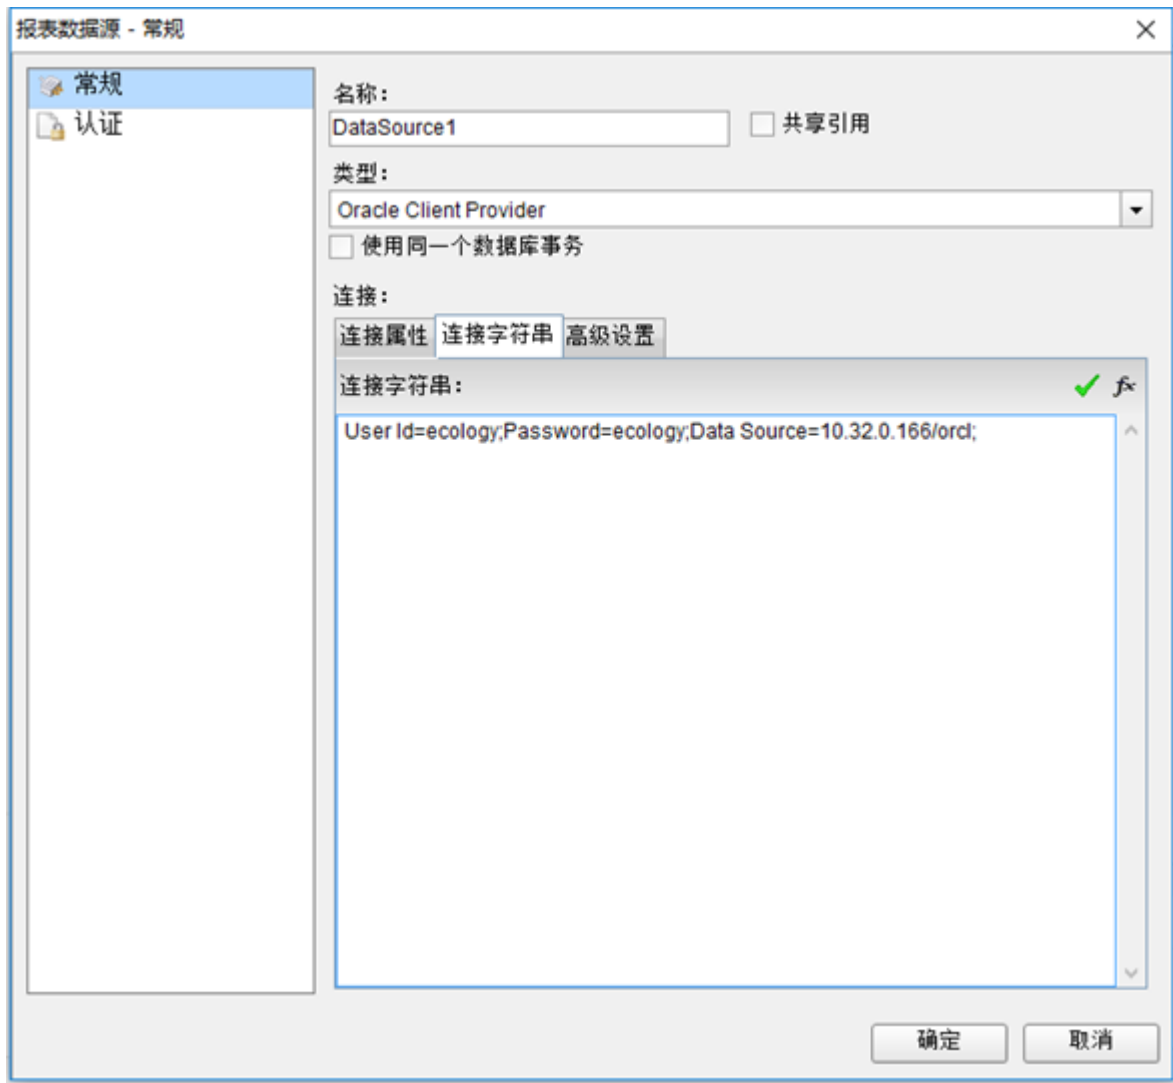 报表数据源 - 常规
常规
认证
名称:
DataSource1
共享引用
类型:
Oracle Client Provider
使用同一个数据库事务
连接:
连接属性 连接字符串 高级设置
连接字符串: fx
User Id=ecology;Password=ecology;Data Source=10.32.0.166/orcl;
确定 取消